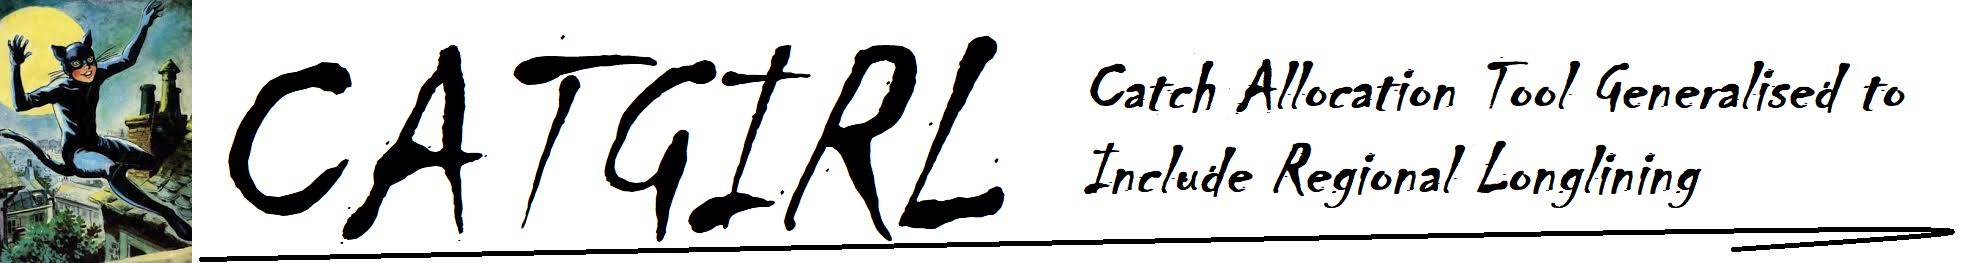 CATGIRL
Catch Allocation Tool Generalised to
Include Regional Longlining